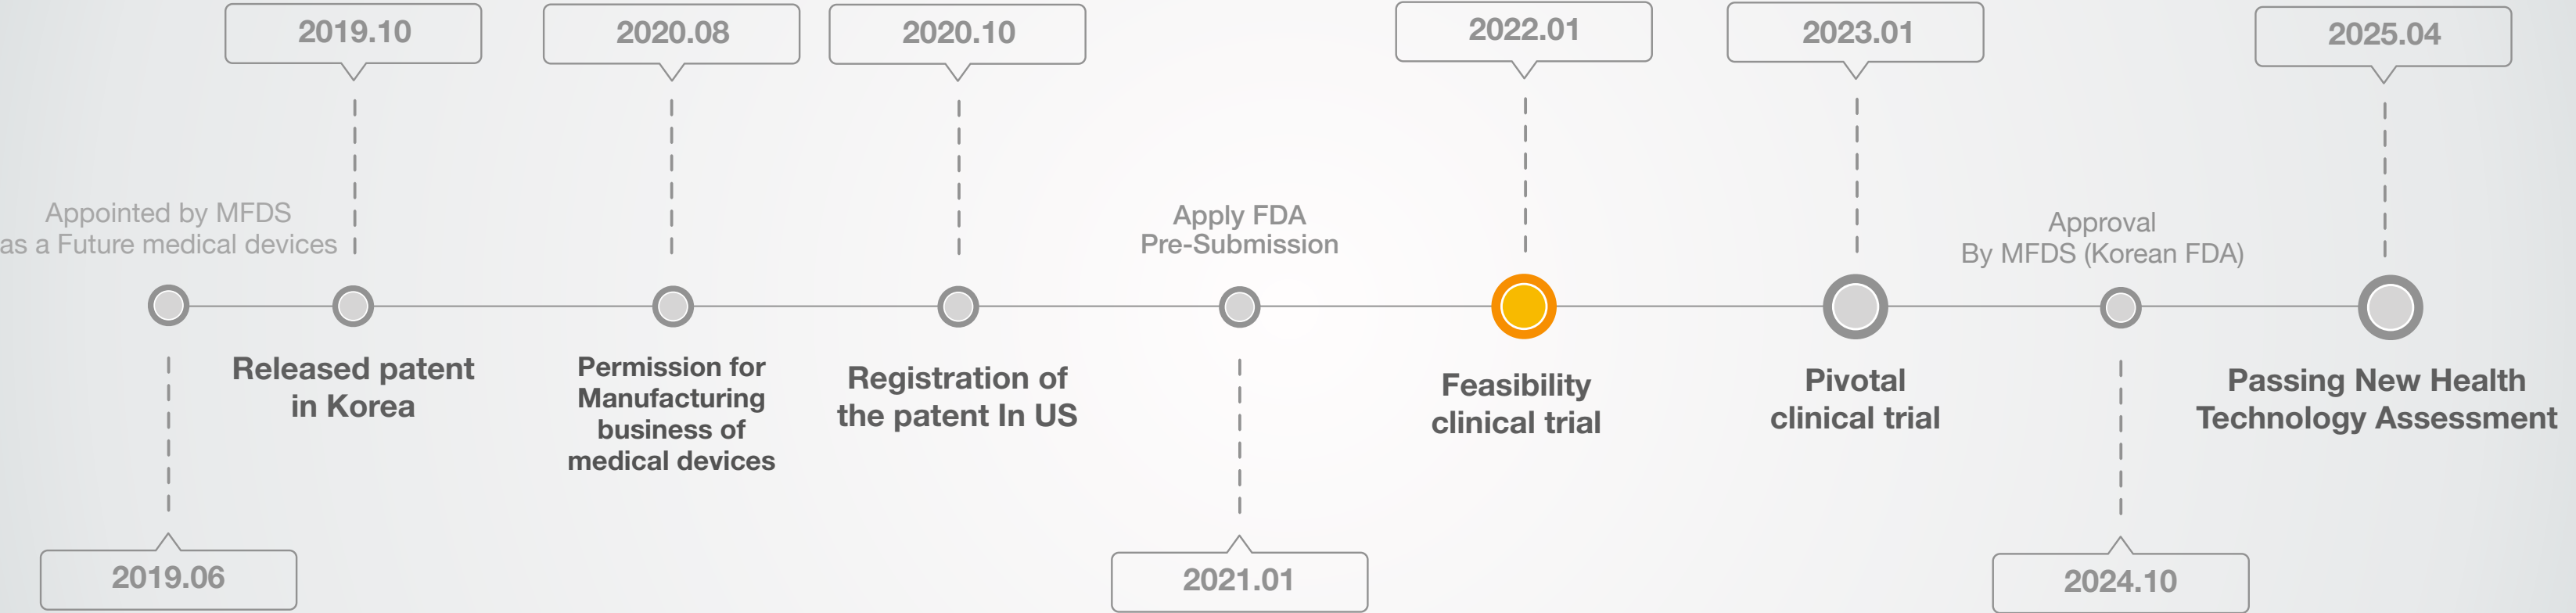 2019.10
2020.08
2020.10
2022.01
2023.01
2025.04
Appointed by MFDS
as a Future medical devices
Apply FDA
Pre-Submission
Approval
By MFDS (Korean FDA)
Released patent
in Korea
Permission for
Manufacturing
business of
medical devices
Registration of
the patent In US
Feasibility
clinical trial
Pivotal
clinical trial
Passing New Health
Technology Assessment
2019.06
2021.01
2024.10